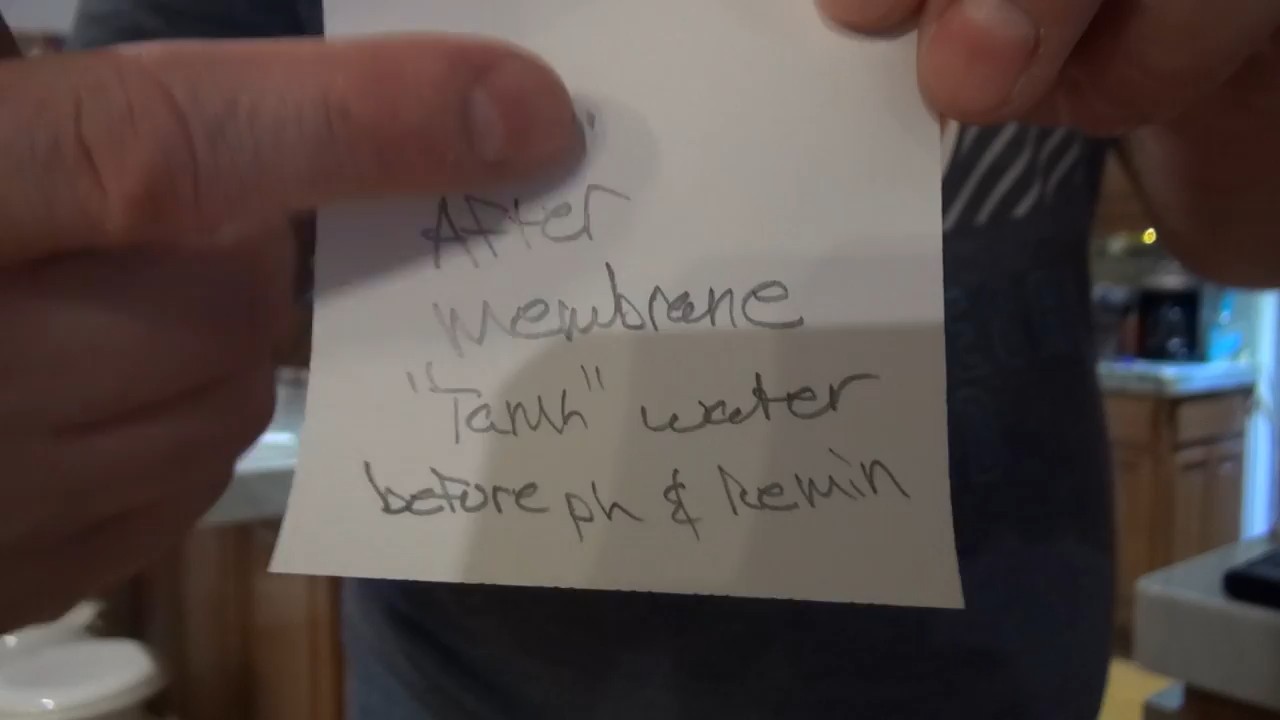 After
Membrane
"Tank" water
before ph & Remin